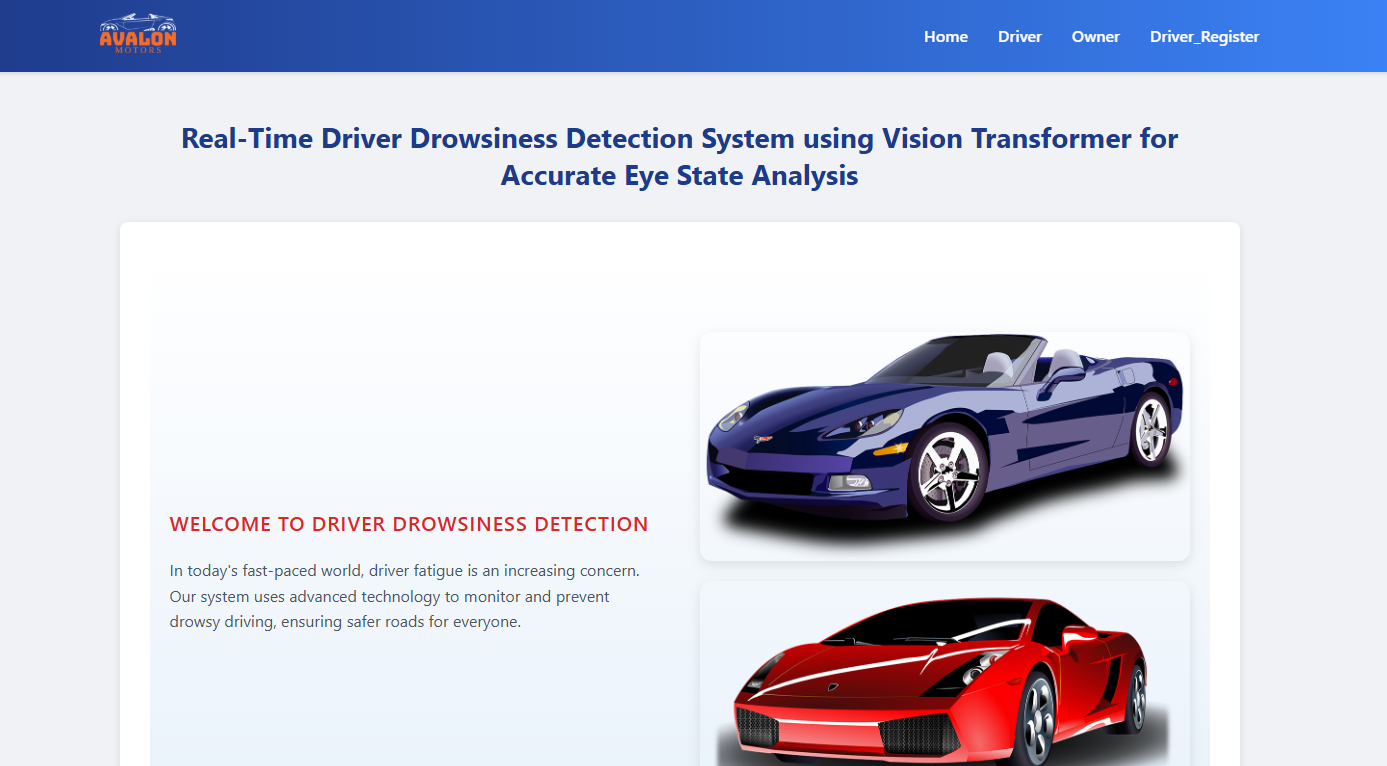 AVALON
MOTORS
Home Driver Owner Driver_Register
Real-Time Driver Drowsiness Detection System using Vision Transformer for
Accurate Eye State Analysis
WELCOME TO DRIVER DROWSINESS DETECTION
In today's fast-paced world, driver fatigue is an increasing concern.
Our system uses advanced technology to monitor and prevent
drowsy driving, ensuring safer roads for everyone.